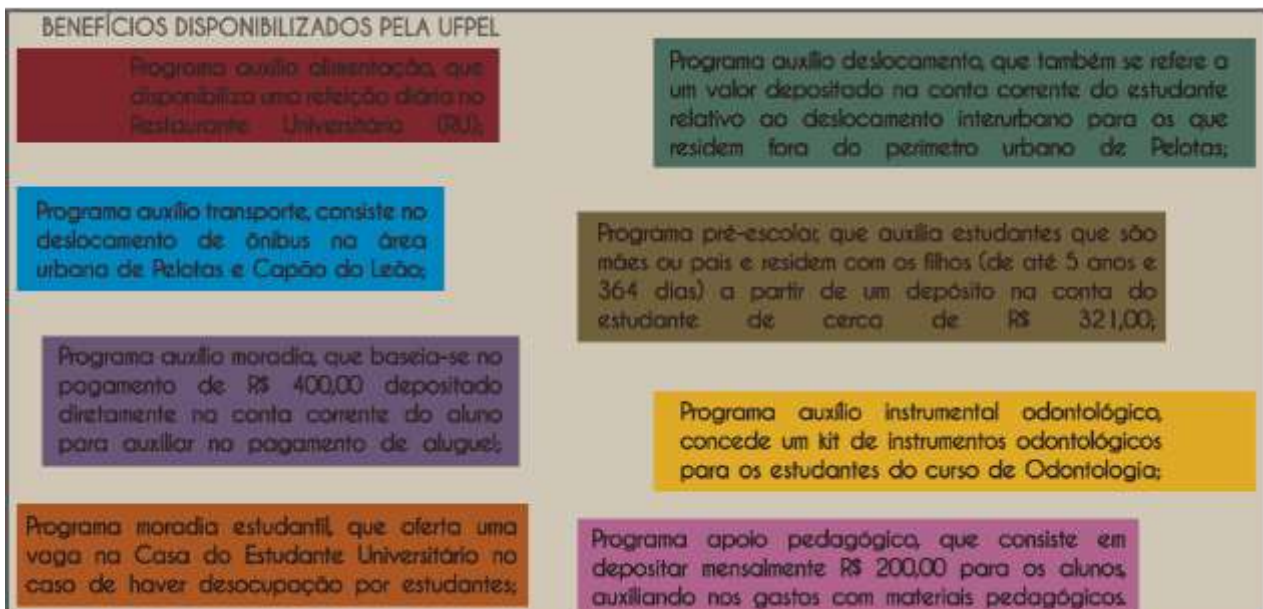 BENEFÍCIOS DISPONIBILIZADOS PELA UFPEL
Programa auxílio alimentação, que
disponibiliza uma refeição diária no
Restaurante Universitário (RU);
Programa auxílio transporte, consiste no
deslocamento de ônibus na área
urbana de Pelotas e Capão do Leão;
Programa auxílio moradia, que baseia-se no
pagamento de R$ 400,00 depositado
diretamente na conta corrente do aluno
para auxiliar no pagamento de aluguel;
Programa moradia estudantil, que oferta uma
vaga na Casa do Estudante Universitário no
caso de haver desocupação por estudantes;
Programa auxílio deslocamento, que também se refere a
um valor depositado na conta corrente do estudante
relativo ao deslocamento interurbano para os que
residem fora do perímetro urbano de Pelotas;
Programa pré-escolar, que auxilia estudantes que são
mães ou pais e residem com os filhos (de até 5 anos e
364 dias) a partir de um depósito na conta do
estudante de cerca de R$ 321,00;
Programa auxílio instrumental odontológico,
concede um kit de instrumentos odontológicos
para os estudantes do curso de Odontologia;
Programa apoio pedagógico, que consiste em
depositar mensalmente R$ 200,00 para os alunos,
auxiliando nos gastos com materiais pedagógicos.